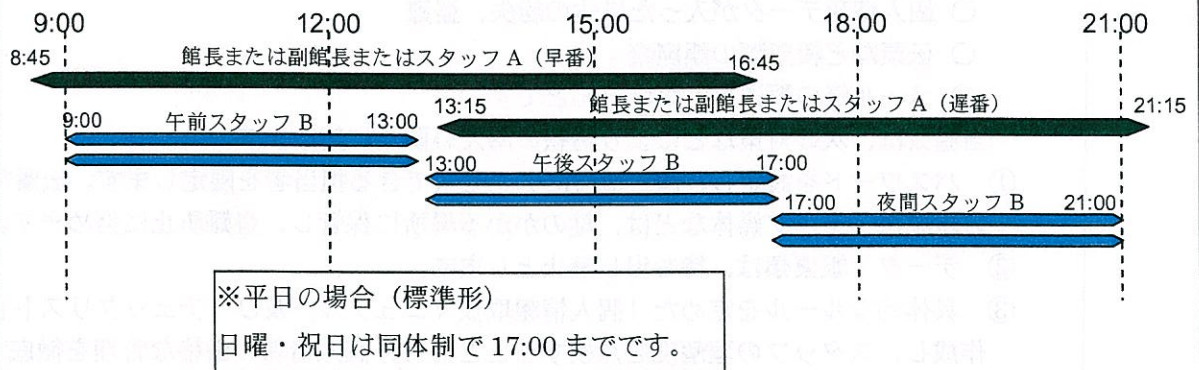 9:00 12:00 15:00 18:00 21:00
8:45 館長または副館長またはスタッフA(早番) 16:45
13:15 館長または副館長またはスタッフA(遅番) 21:15
9:00 午前スタッフB 13:00
13:00 午後スタッフB 17:00
17:00 夜間スタッフB 21:00
※平日の場合(標準形)
日曜・祝日は同体制で 17:00 までです。